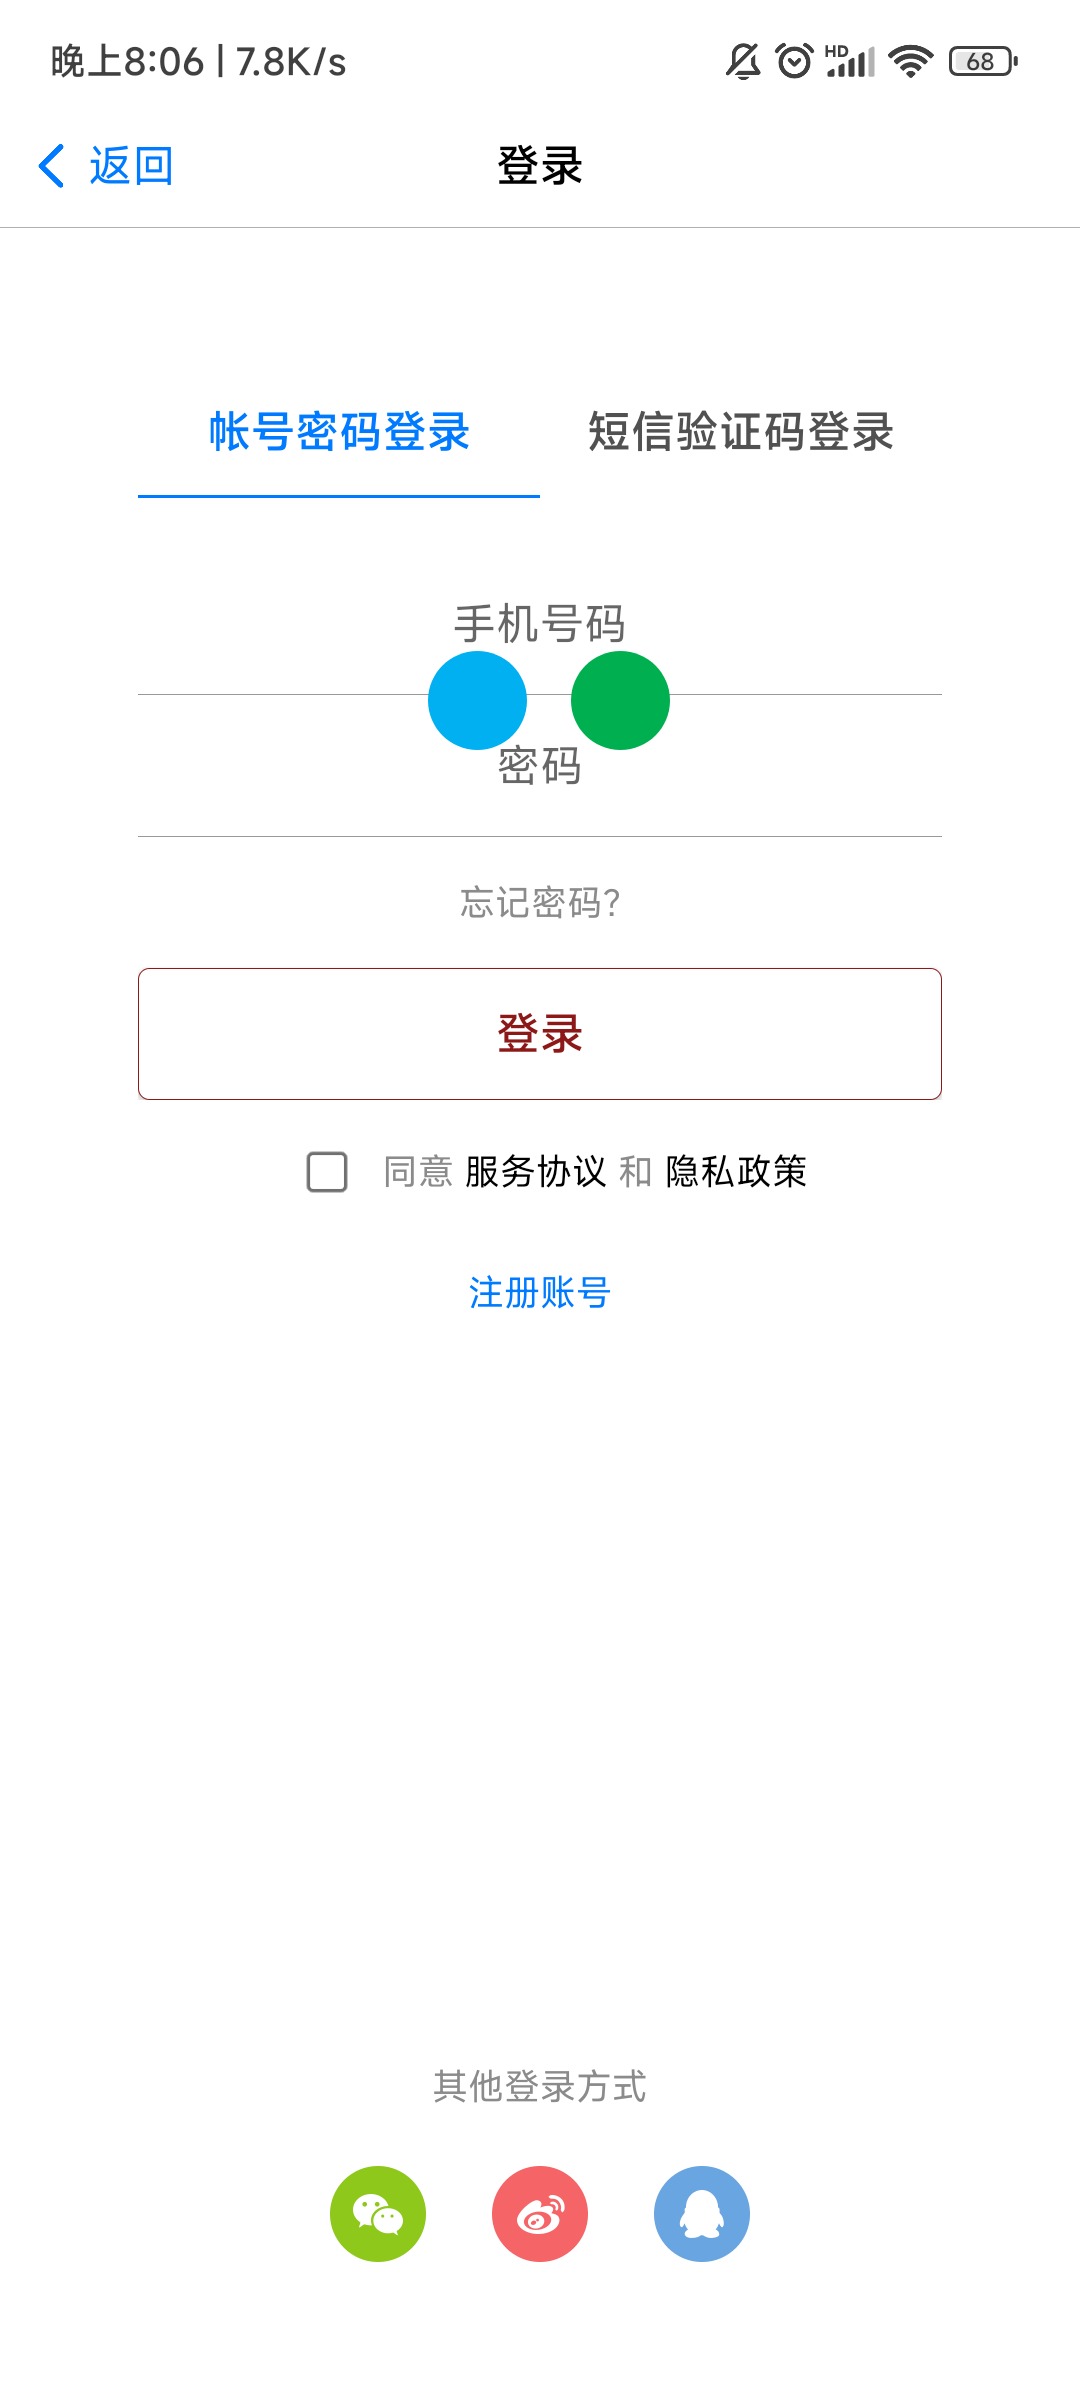 晚上8:06 | 7.8K/s
HD
68
返回
登录
帐号密码登录
短信验证码登录
手机号码
密码
忘记密码?
登录
同意 服务协议 和 隐私政策
注册账号
其他登录方式